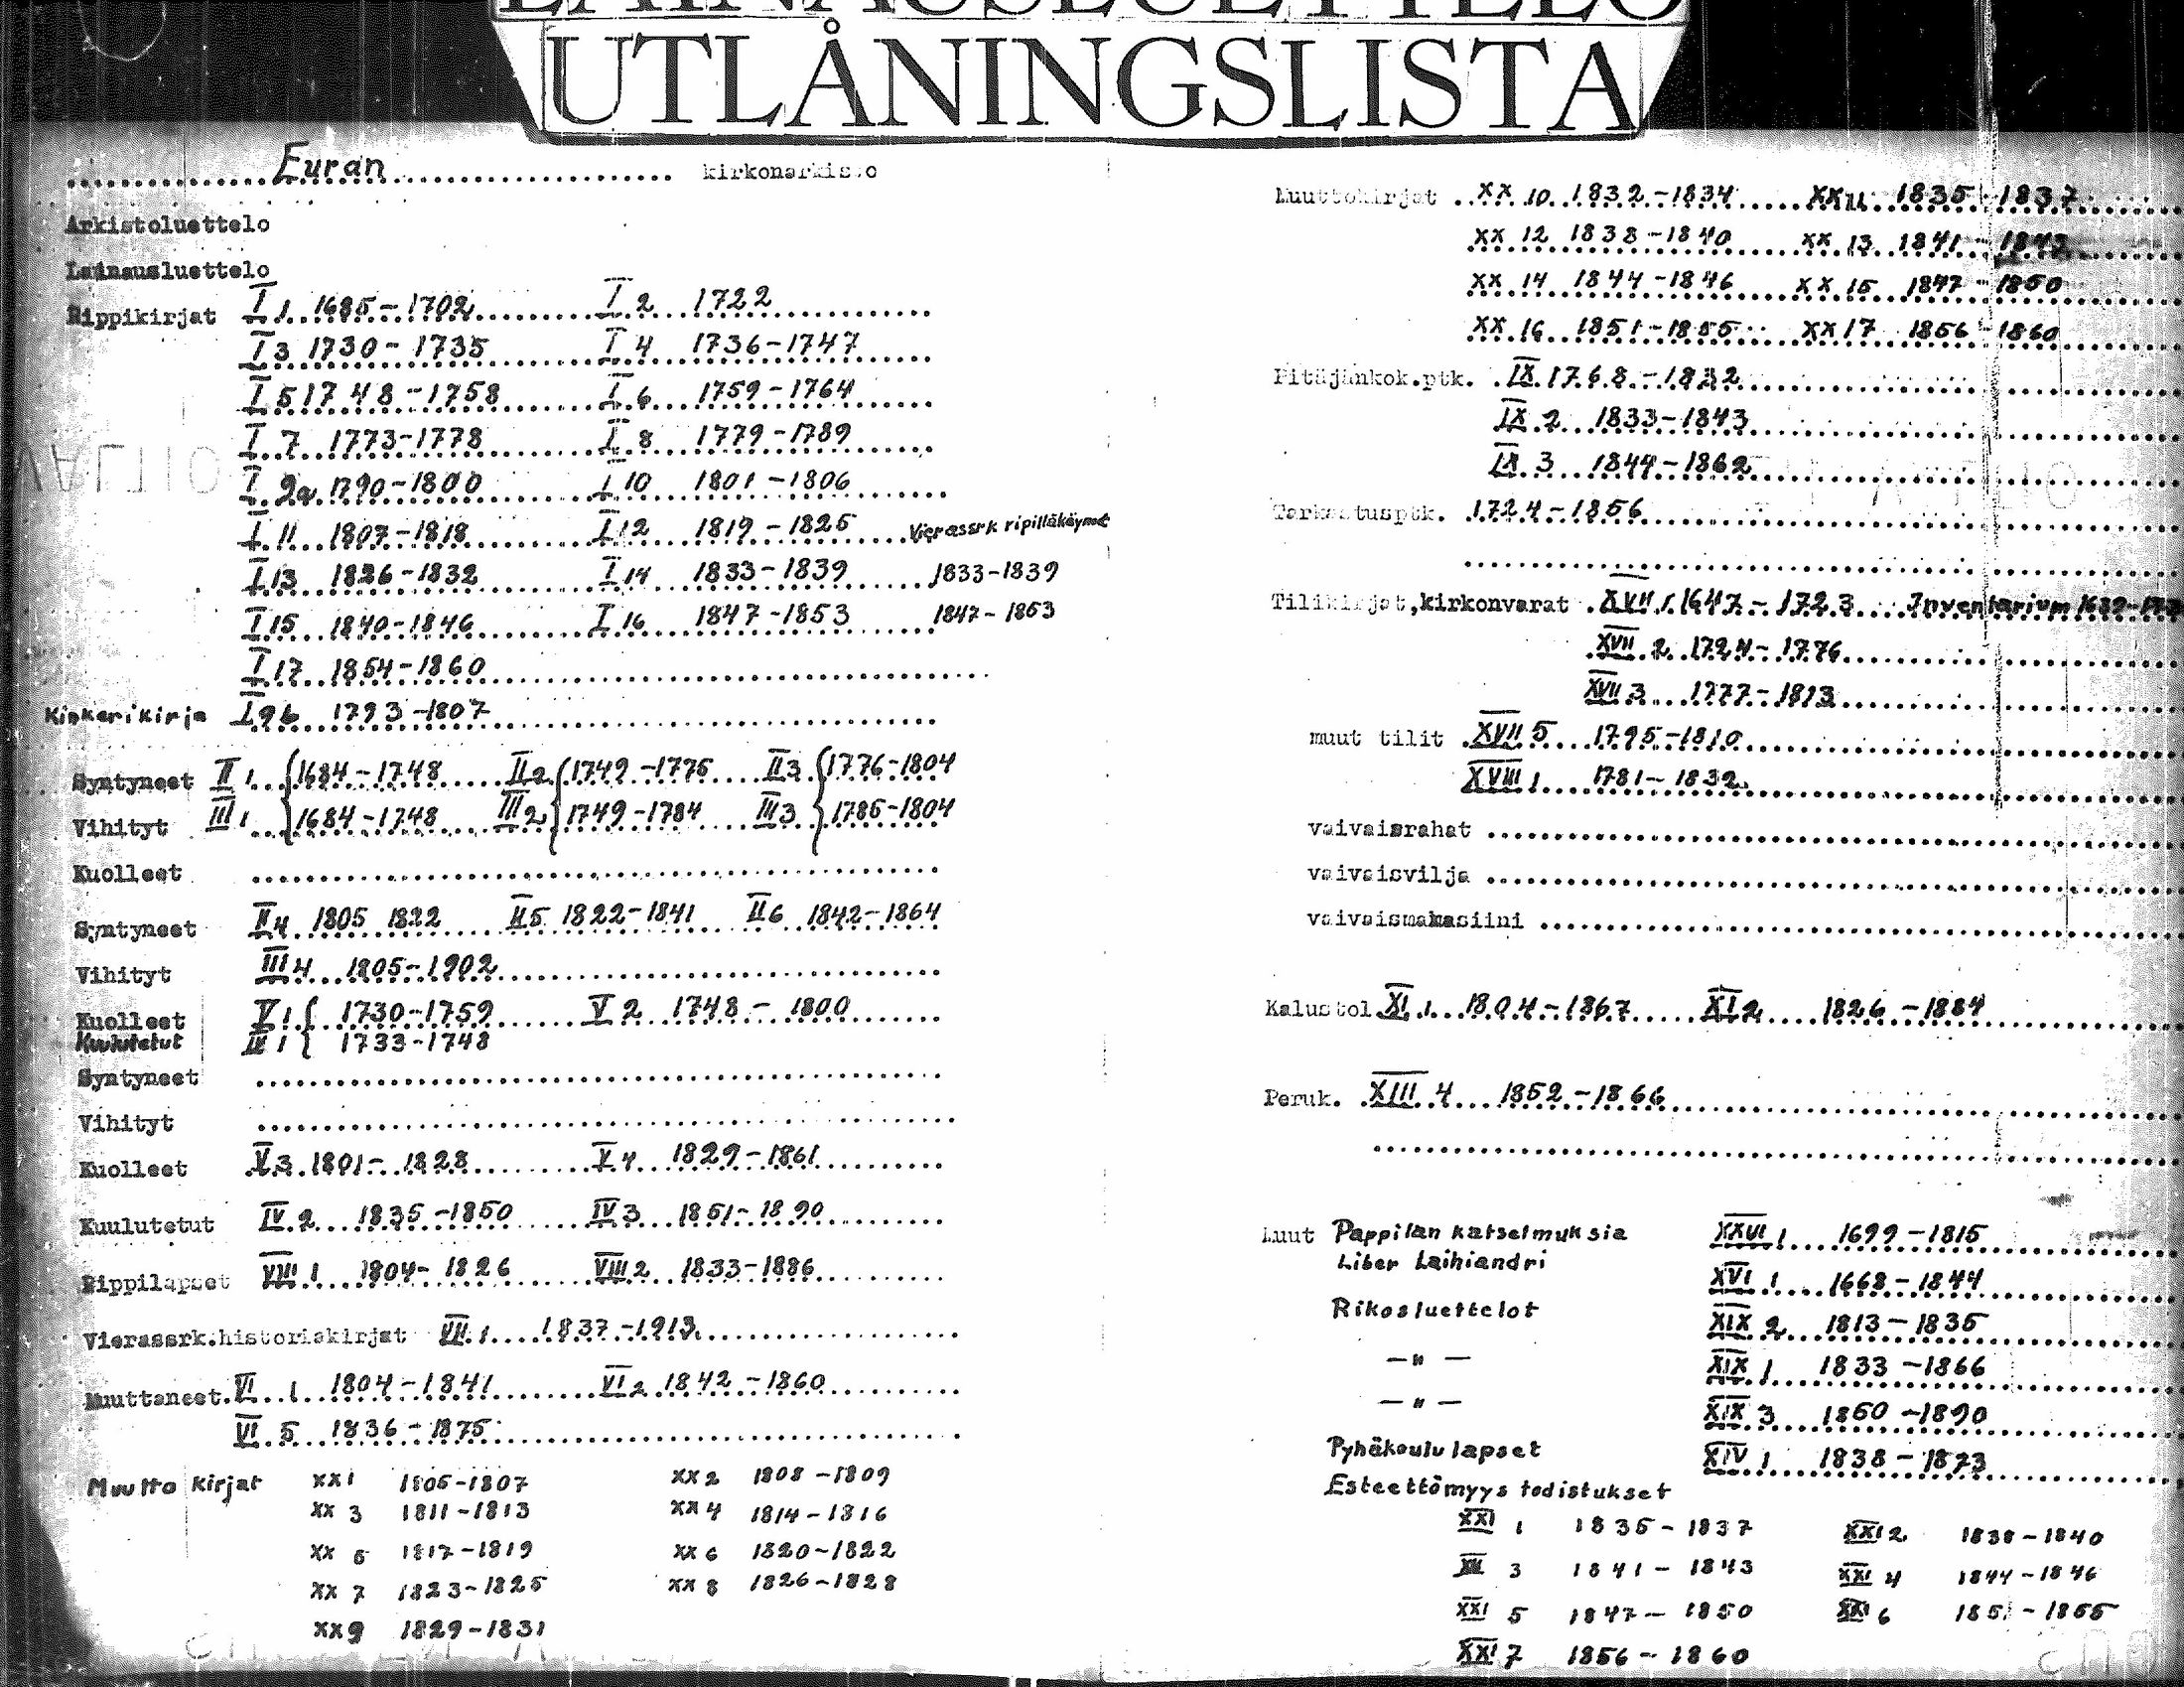 LAINAUSLUETTELO
UTLÅNINGSLISTA
Euran kirkonarkisto
Arkistoluettelo
Lainausluettelo
Rippikirjat I 1 1685-1702 I 2 1722
I 3 1730-1735 I 4 1736-1747
I 5 1748-1758 I 6 1759-1764
I 7 1773-1778 I 8 1779-1789
I 9a 1790-1800 I 10 1801-1806
I 11 1807-1818 I 12 1819-1825 Vierassrk ripilläkäyneet
I 13 1826-1832 I 14 1833-1839 1833-1839
I 15 1840-1846 I 16 1847-1853 1847-1853
I 17 1854-1860
Kinkerikirja I 9b 1793-1807
Syntyneet II 1 1684-1748 II 2 1749-1775 II 3 1776-1804
Vihityt III 1 1684-1748 III 2 1749-1784 III 3 1785-1804
Kuolleet
Syntyneet II 4 1805 1822 II 5 1822-1841 II 6 1842-1864
Vihityt III 4 1805-1902
Kuolleet V 1 1730-1759 V 2 1748-1800
Kuulutetut IV 1 1733-1748
Syntyneet
Vihityt
Kuolleet V 3 1801-1828 V 4 1829-1861
Kuulutetut IV 2 1835-1850 IV 3 1851-1890
Rippilapset VIII 1 1804-1826 VIII 2 1833-1886
Vierassrk.historiakirjat VII 1 1837-1913
Muuttaneet VI 1 1804-1841 VI 2 1842-1860
VI 5 1836-1875
Muuttokirjat XX 1 1805-1807 XX 2 1808-1809
XX 3 1811-1813 XX 4 1814-1816
XX 5 1817-1819 XX 6 1820-1822
XX 7 1823-1825 XX 8 1826-1828
XX 9 1829-1831
Muuttokirjat XX 10 1832-1834 XX 11 1835-1837
XX 12 1838-1840 XX 13 1841-1843
XX 14 1844-1846 XX 15 1847-1850
XX 16 1851-1855 XX 17 1856-1860
Pitäjänkok.ptk. IX 1768-1832
IX 2 1833-1843
IX 3 1844-1862
Tarkastusptk. 1724-1856
Tilikirjat, kirkonvarat XVII 1 1647-1723 Inventarium
XVII 2 1724-1776
XVII 3 1777-1813
muut tilit XVII 5 1795-1810
XVIII 1 1781-1832
vaivaisrahat
vaivaisvilja
vaivaismakasiini
Kalustol XI 1 1804-1867 XI 2 1826-1884
Peruk. XIII 4 1852-1866
Muut Pappilan katselmuksia XXVI 1 1699-1815
Liber Laihiandri XVI 1 1668-1844
Rikosluettelot XIX 2 1813-1835
-"- XIX 1 1833-1866
-"- XIX 3 1860-1890
Pyhäkoululapset XIV 1 1838-1873
Esteettömyystodistukset
XXI 1 1835-1837 XXI 2 1838-1840
XXI 3 1841-1843 XXI 4 1844-1846
XXI 5 1847-1850 XXI 6 1851-1855
XXI 7 1856-1860